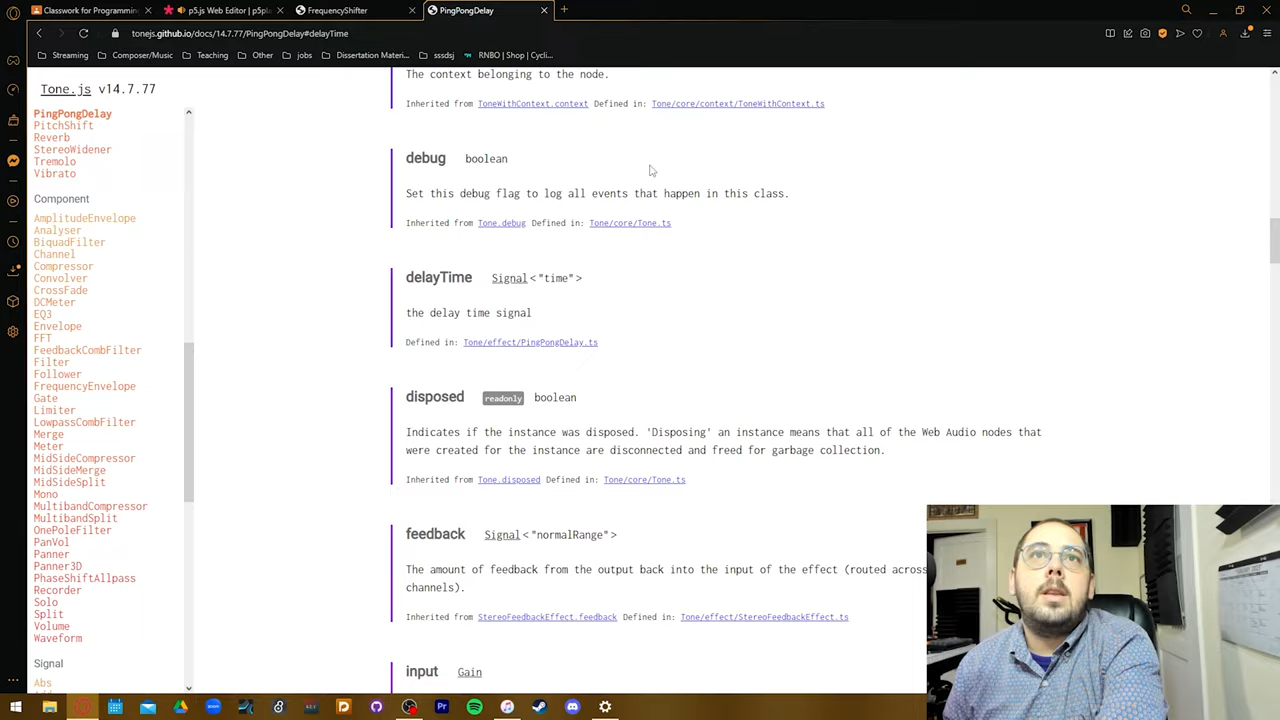 Classwork for Programmin
p5.js Web Editor | p5pla
FrequencyShifter
PingPongDelay
tonejs.github.io/docs/14.7.77/PingPongDelay#delayTime
Streaming
Composer/Music
Teaching
Other
jobs
Dissertation Materi...
sssdsj
RNBO | Shop | Cycli...
Tone.js v14.7.77
PingPongDelay
PitchShift
Reverb
StereoWidener
Tremolo
Vibrato
Component
AmplitudeEnvelope
Analyser
BiquadFilter
Channel
Compressor
Convolver
CrossFade
DCMeter
EQ3
Envelope
FFT
FeedbackCombFilter
Filter
Follower
FrequencyEnvelope
Gate
Limiter
LowpassCombFilter
Merge
Meter
MidSideCompressor
MidSideMerge
MidSideSplit
Mono
MultibandCompressor
MultibandSplit
OnePoleFilter
PanVol
Panner
Panner3D
PhaseShiftAllpass
Recorder
Solo
Split
Volume
Waveform
Signal
Abs
The context belonging to the node.
Inherited from ToneWithContext.context Defined in: Tone/core/context/ToneWithContext.ts
debug boolean
Set this debug flag to log all events that happen in this class.
Inherited from Tone.debug Defined in: Tone/core/Tone.ts
delayTime Signal<"time">
the delay time signal
Defined in: Tone/effect/PingPongDelay.ts
disposed readonly boolean
Indicates if the instance was disposed. 'Disposing' an instance means that all of the Web Audio nodes that
were created for the instance are disconnected and freed for garbage collection.
Inherited from Tone.disposed Defined in: Tone/core/Tone.ts
feedback Signal<"normalRange">
The amount of feedback from the output back into the input of the effect (routed across
channels).
Inherited from StereoFeedbackEffect.feedback Defined in: Tone/effect/StereoFeedbackEffect.ts
input Gain